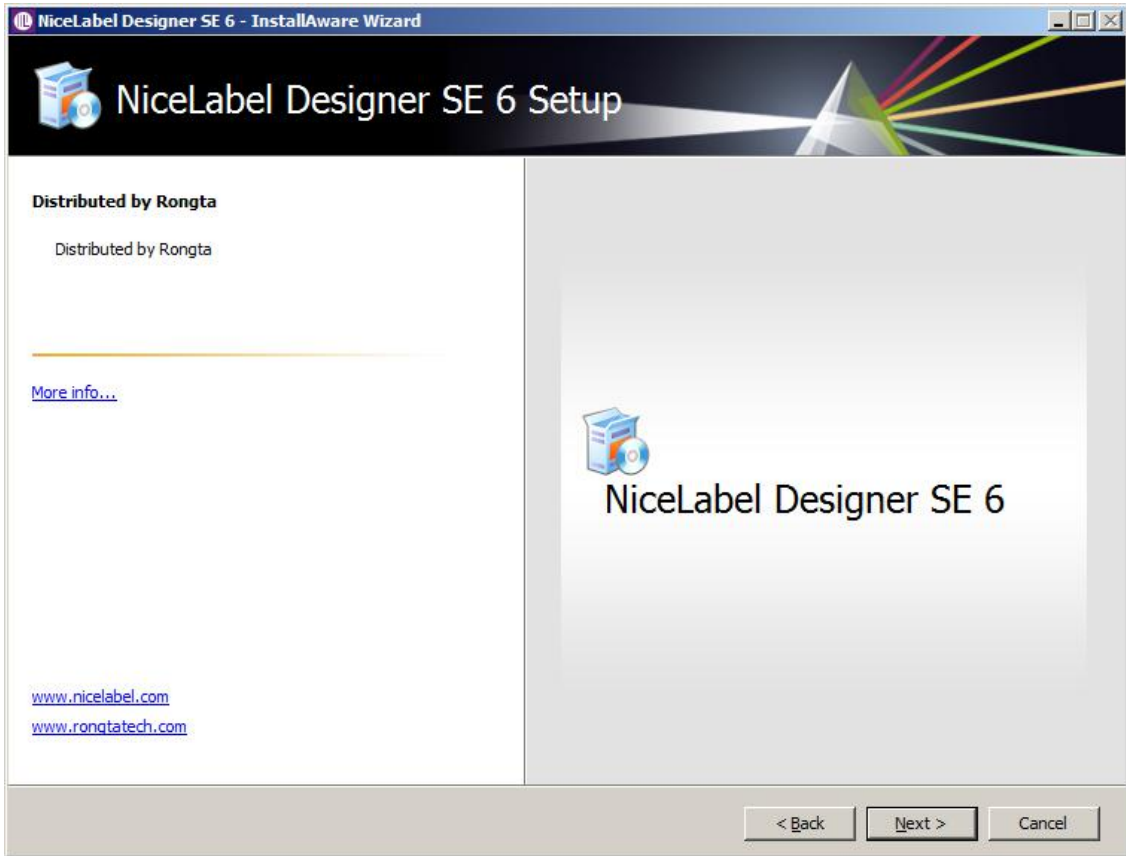 NiceLabel Designer SE 6 - InstallAware Wizard
NiceLabel Designer SE 6 Setup
Distributed by Rongta
Distributed by Rongta
More info...
NiceLabel Designer SE 6
www.nicelabel.com
www.rongtatech.com
< Back
Next >
Cancel